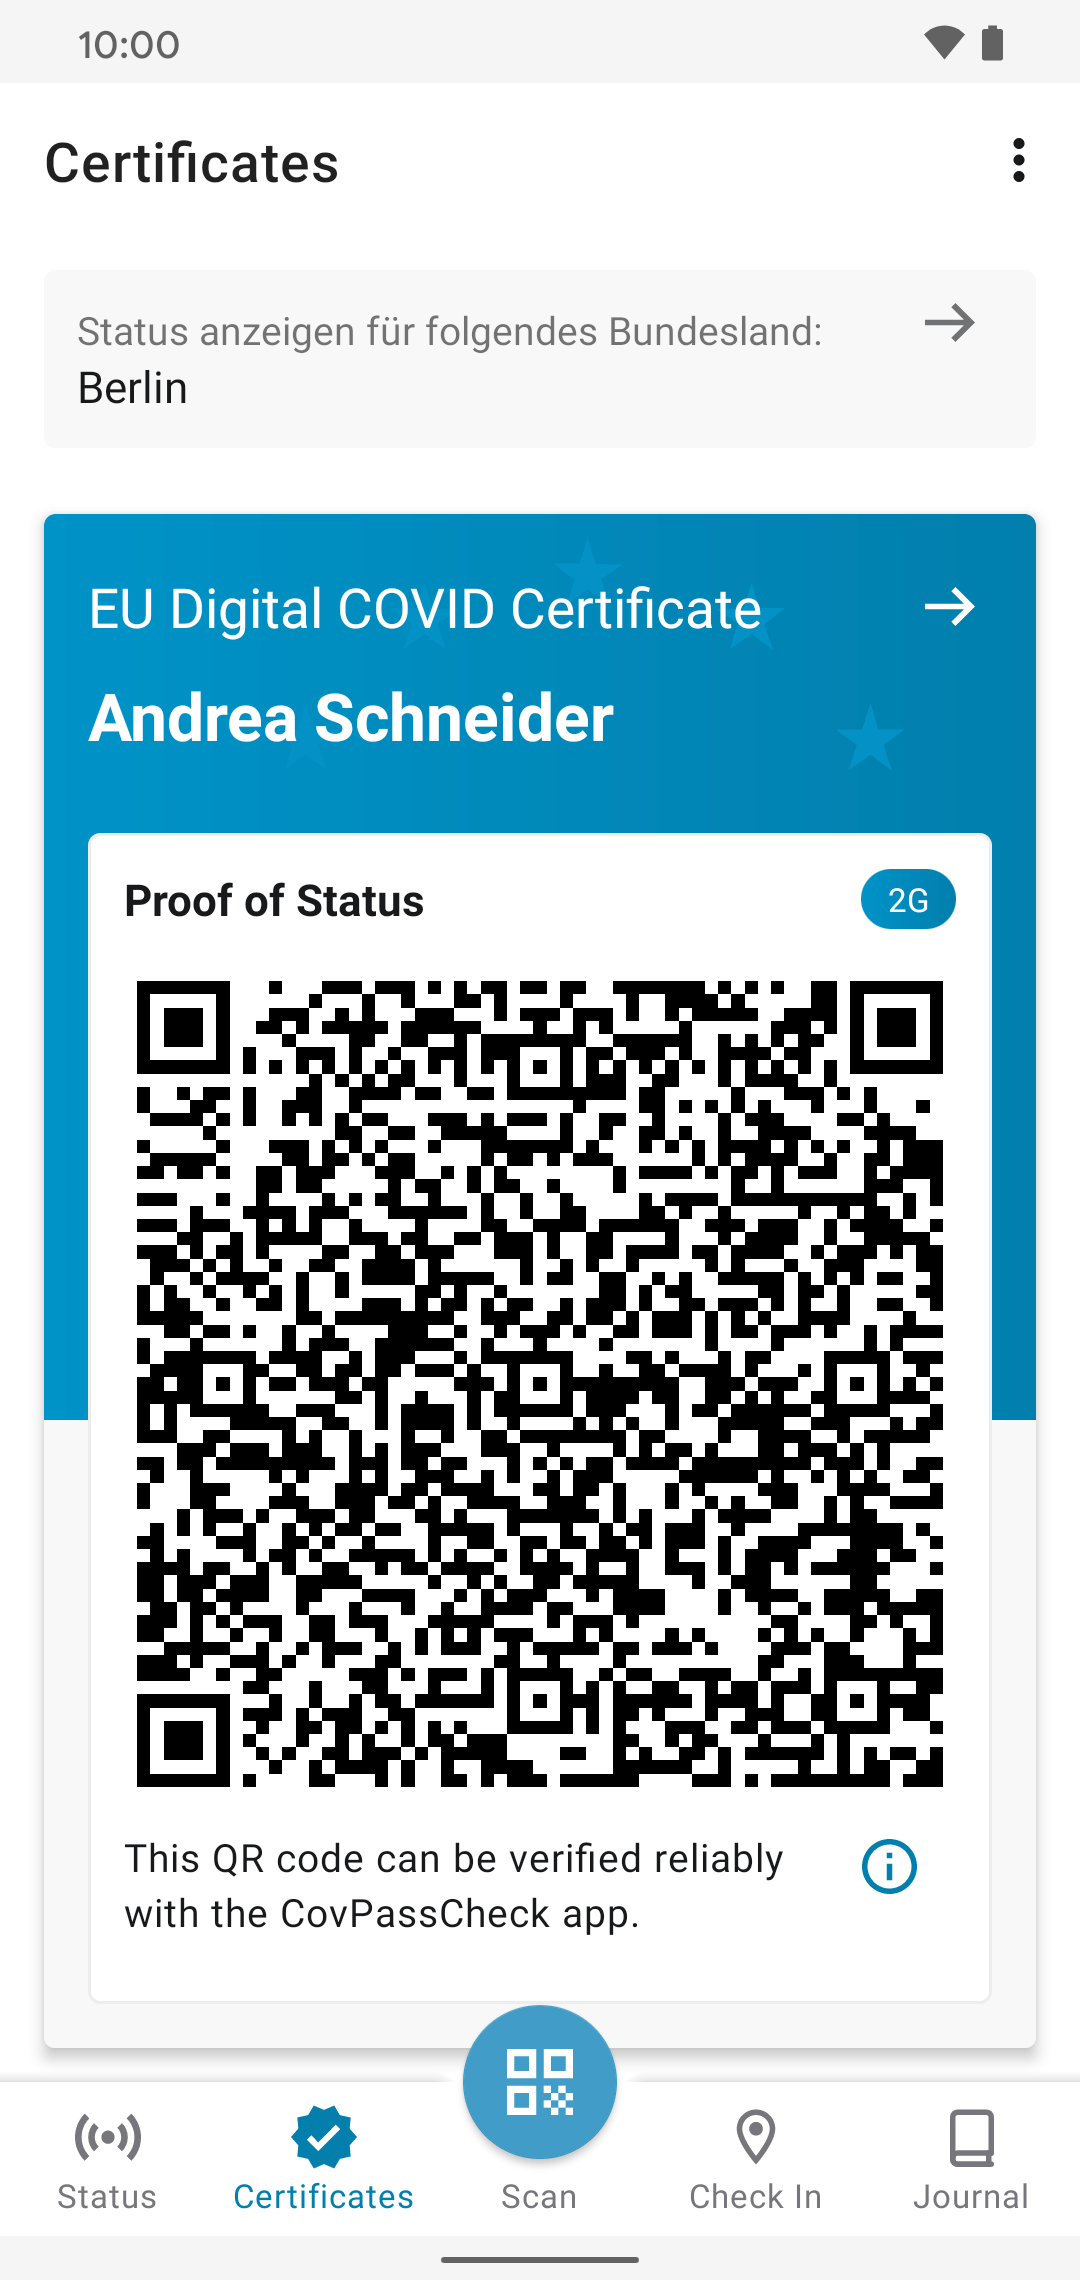 10:00
Certificates
Status anzeigen für folgendes Bundesland:
Berlin
EU Digital COVID Certificate
Andrea Schneider
Proof of Status
2G
This QR code can be verified reliably
with the CovPassCheck app.
Status
Certificates
Scan
Check In
Journal